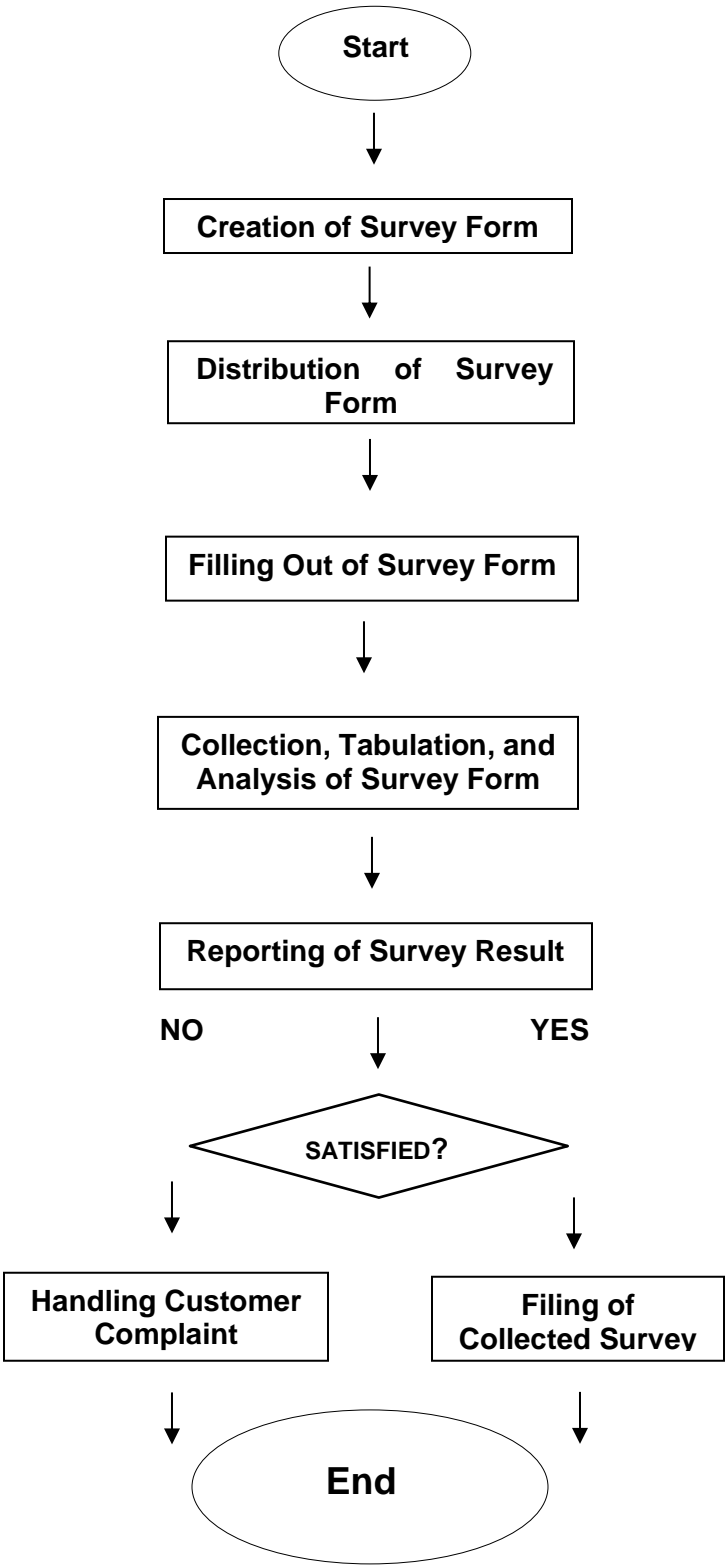 Start
Creation of Survey Form
Distribution of Survey
Form
Filling Out of Survey Form
Collection, Tabulation, and
Analysis of Survey Form
Reporting of Survey Result
NO
YES
SATISFIED?
Handling Customer
Complaint
Filing of
Collected Survey
End